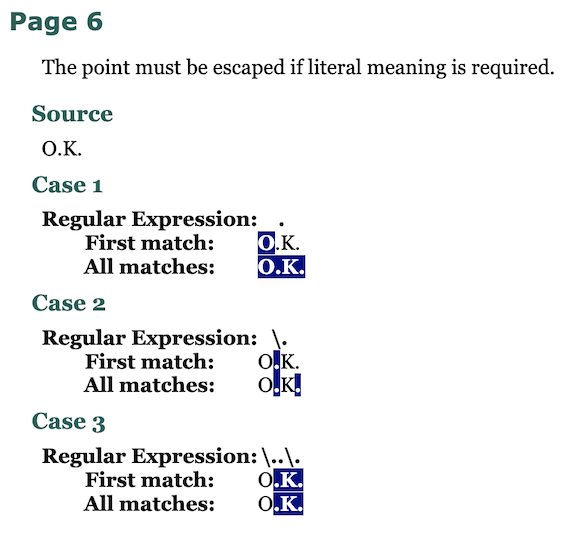 Page 6
The point must be escaped if literal meaning is required.
Source
O.K.
Case 1
Regular Expression: .
First match: O.K.
All matches: O.K.
Case 2
Regular Expression: \.
First match: O.K.
All matches: O.K.
Case 3
Regular Expression: \..\.
First match: O.K.
All matches: O.K.